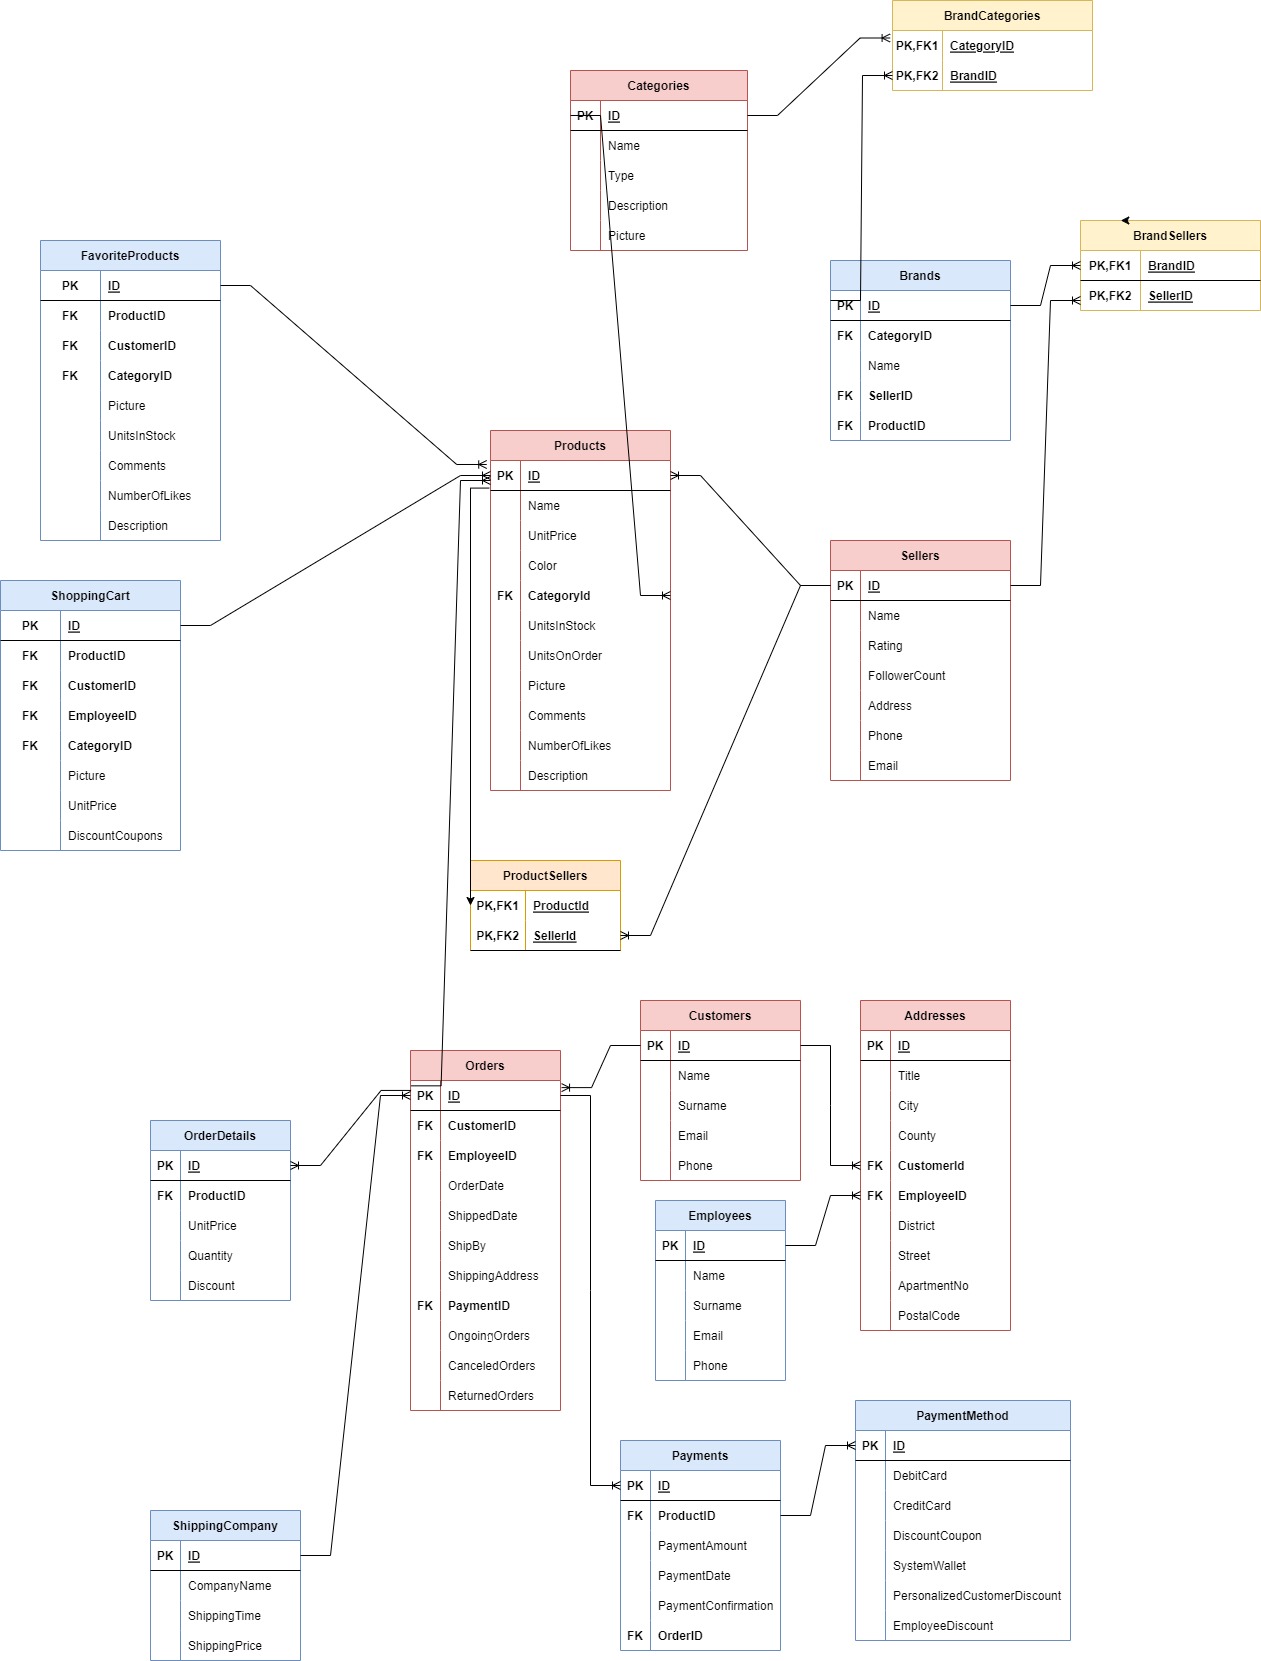 BrandCategories
PK,FK1 CategoryID
PK,FK2 BrandID
Categories
PK ID
Name
Type
Description
Picture
BrandSellers
PK,FK1 BrandID
PK,FK2 SellerID
FavoriteProducts
PK ID
FK ProductID
FK CustomerID
FK CategoryID
Picture
UnitsInStock
Comments
NumberOfLikes
Description
Brands
PK ID
FK CategoryID
Name
FK SellerID
FK ProductID
Products
PK ID
Name
UnitPrice
Color
FK CategoryId
UnitsInStock
UnitsOnOrder
Picture
Comments
NumberOfLikes
Description
Sellers
PK ID
Name
Rating
FollowerCount
Address
Phone
Email
ShoppingCart
PK ID
FK ProductID
FK CustomerID
FK EmployeeID
FK CategoryID
Picture
UnitPrice
DiscountCoupons
ProductSellers
PK,FK1 ProductId
PK,FK2 SellerId
Customers
PK ID
Name
Surname
Email
Phone
Addresses
PK ID
Title
City
County
FK CustomerId
FK EmployeeID
District
Street
ApartmentNo
PostalCode
Orders
PK ID
FK CustomerID
FK EmployeeID
OrderDate
ShippedDate
ShipBy
ShippingAddress
FK PaymentID
OngoingOrders
CanceledOrders
ReturnedOrders
OrderDetails
PK ID
FK ProductID
UnitPrice
Quantity
Discount
Employees
PK ID
Name
Surname
Email
Phone
PaymentMethod
PK ID
DebitCard
CreditCard
DiscountCoupon
SystemWallet
PersonalizedCustomerDiscount
EmployeeDiscount
Payments
PK ID
FK ProductID
PaymentAmount
PaymentDate
PaymentConfirmation
FK OrderID
ShippingCompany
PK ID
CompanyName
ShippingTime
ShippingPrice